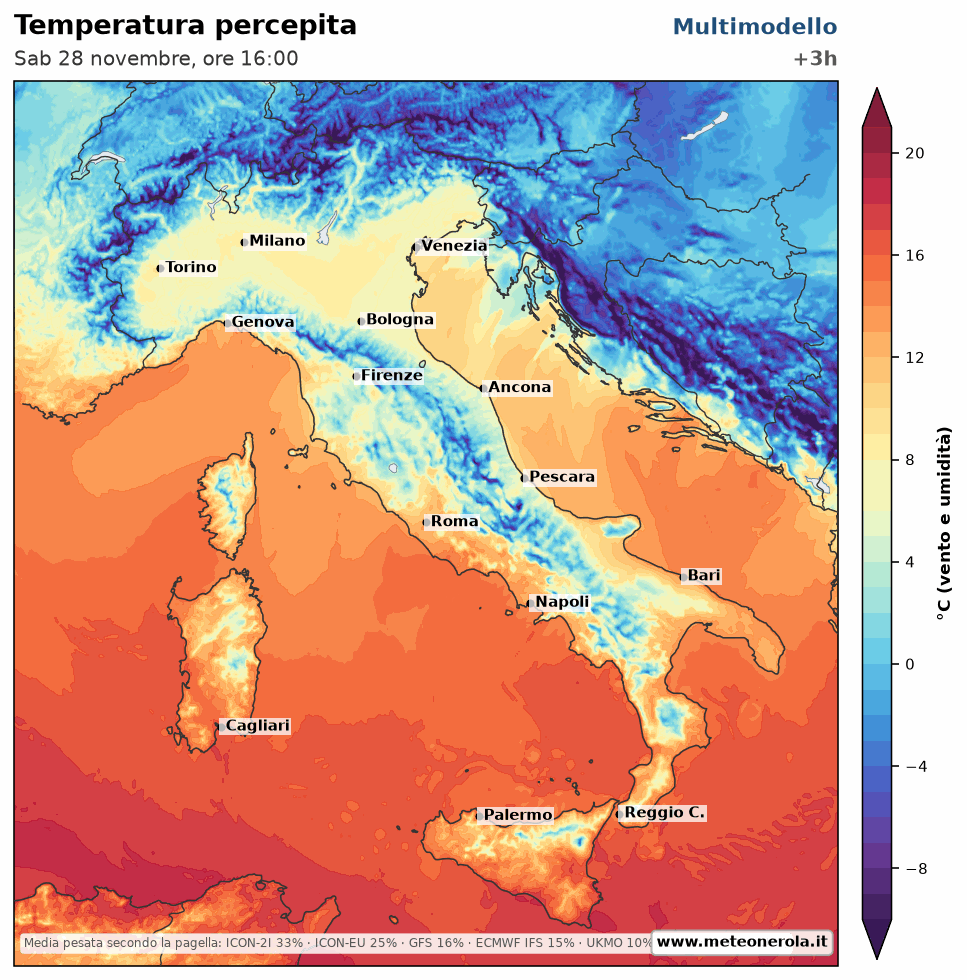 Temperatura percepita
Multimodello
Sab 28 novembre, ore 16:00
+3h
Milano
Venezia
Torino
Genova
Bologna
Firenze
Ancona
Pescara
Roma
Bari
Napoli
Cagliari
Palermo
Reggio C.
20
16
12
8
4
0
−4
−8
°C (vento e umidità)
Media pesata secondo la pagella: ICON-2I 33% · ICON-EU 25% · GFS 16% · ECMWF IFS 15% · UKMO 10%
www.meteonerola.it